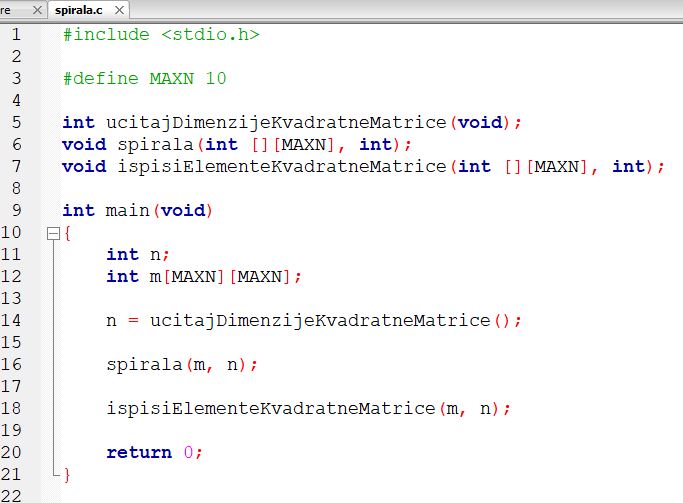 re spirala.c
1 #include <stdio.h>
2
3 #define MAXN 10
4
5 int ucitajDimenzijeKvadratneMatrice(void);
6 void spirala(int [][MAXN], int);
7 void ispisiElementeKvadratneMatrice(int [][MAXN], int);
8
9 int main(void)
10 {
11 int n;
12 int m[MAXN][MAXN];
13
14 n = ucitajDimenzijeKvadratneMatrice();
15
16 spirala(m, n);
17
18 ispisiElementeKvadratneMatrice(m, n);
19
20 return 0;
21 }
22